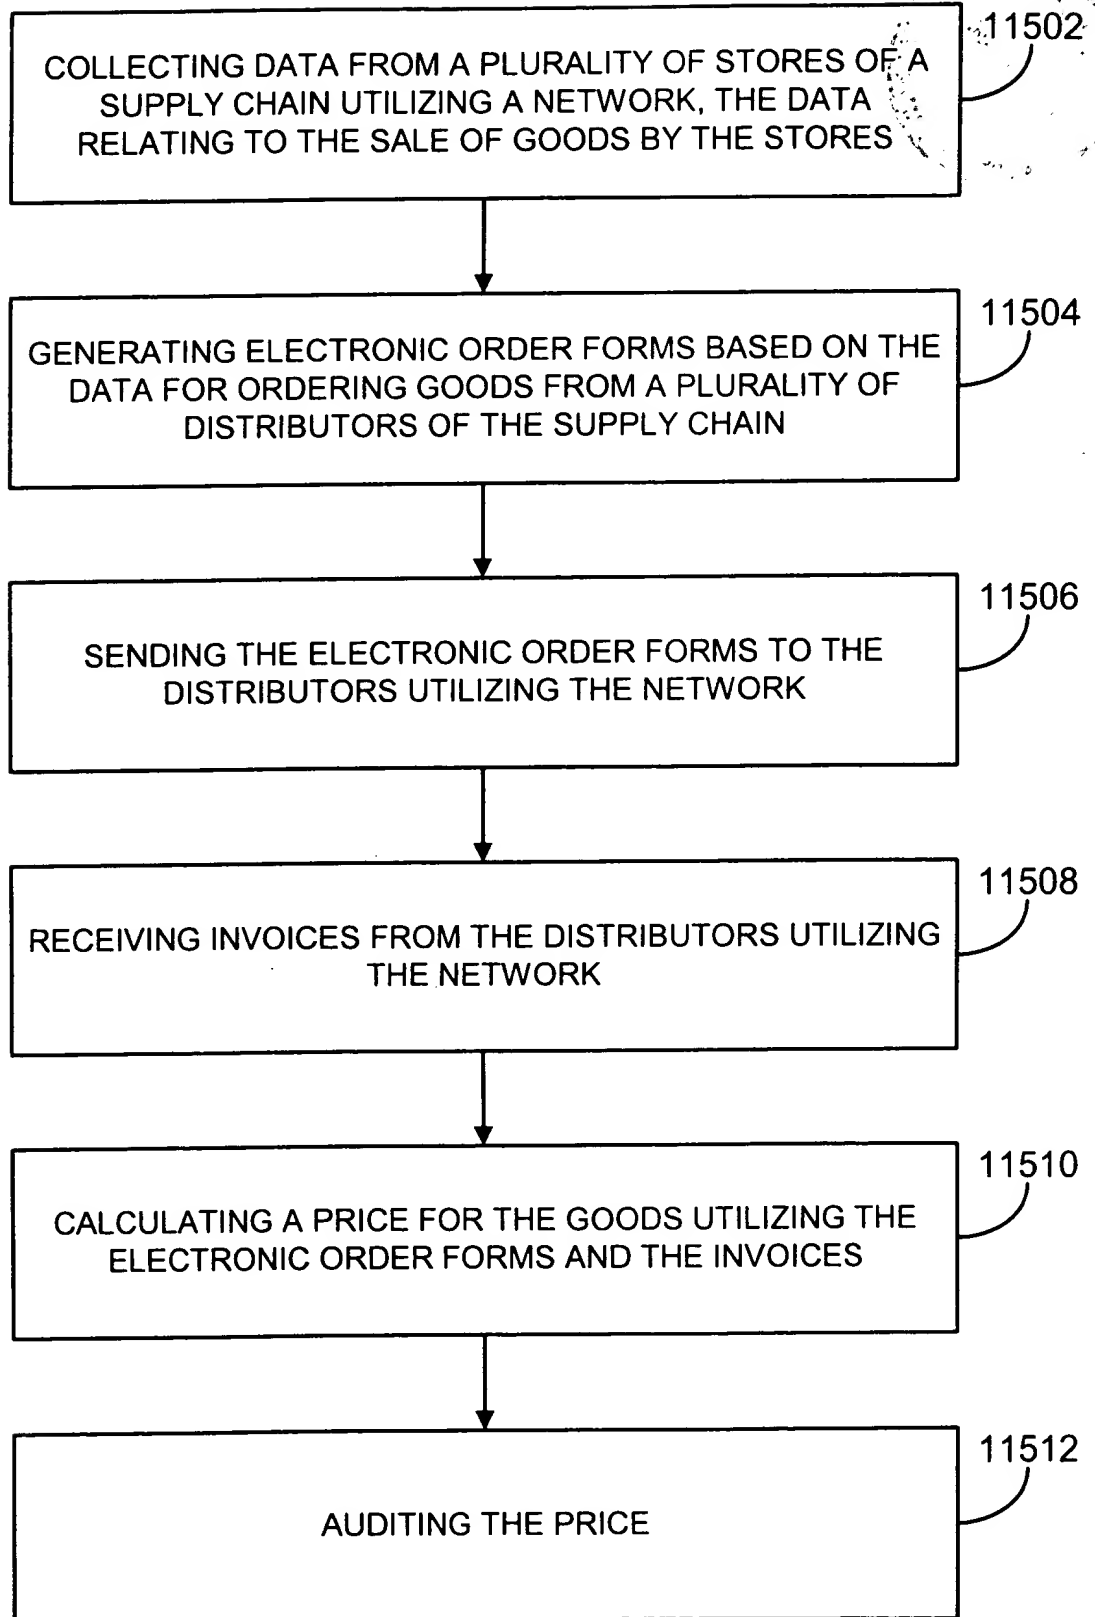 11502
COLLECTING DATA FROM A PLURALITY OF STORES OF A
SUPPLY CHAIN UTILIZING A NETWORK, THE DATA
RELATING TO THE SALE OF GOODS BY THE STORES
11504
GENERATING ELECTRONIC ORDER FORMS BASED ON THE
DATA FOR ORDERING GOODS FROM A PLURALITY OF
DISTRIBUTORS OF THE SUPPLY CHAIN
11506
SENDING THE ELECTRONIC ORDER FORMS TO THE
DISTRIBUTORS UTILIZING THE NETWORK
11508
RECEIVING INVOICES FROM THE DISTRIBUTORS UTILIZING
THE NETWORK
11510
CALCULATING A PRICE FOR THE GOODS UTILIZING THE
ELECTRONIC ORDER FORMS AND THE INVOICES
11512
AUDITING THE PRICE